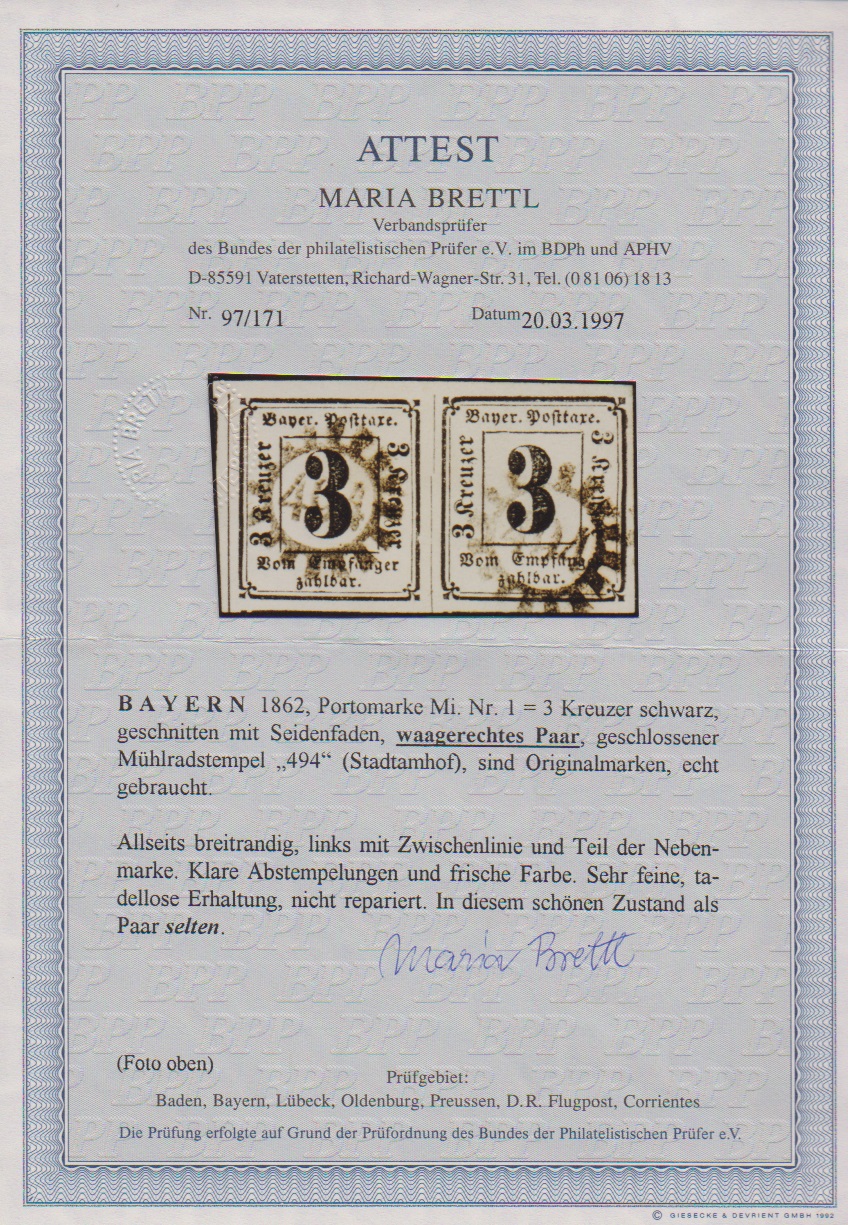 ATTEST
MARIA BRETTL
Verbandsprüfer
des Bundes der philatelistischen Prüfer e.V. im BDPh und APHV
D-85591 Vaterstetten, Richard-Wagner-Str. 31, Tel. (0 81 06) 18 13
Nr. 97/171 Datum 20.03.1997
Bayer. Posttaxe.
3 Kreuzer
3
3 Kreuzer
Vom Empfänger
zahlbar.
Bayer. Posttaxe.
3 Kreuzer
3
3 Kreuzer
Vom Empfänger
zahlbar.
BAYERN 1862, Portomarke Mi. Nr. 1 = 3 Kreuzer schwarz,
geschnitten mit Seidenfaden, waagerechtes Paar, geschlossener
Mühlradstempel „494“ (Stadtamhof), sind Originalmarken, echt
gebraucht.
Allseits breitrandig, links mit Zwischenlinie und Teil der Neben-
marke. Klare Abstempelungen und frische Farbe. Sehr feine, ta-
dellose Erhaltung, nicht repariert. In diesem schönen Zustand als
Paar selten.
Maria Brettl
(Foto oben)
Prüfgebiet:
Baden, Bayern, Lübeck, Oldenburg, Preussen, D.R. Flugpost, Corrientes
Die Prüfung erfolgte auf Grund der Prüfordnung des Bundes der Philatelistischen Prüfer e.V.
© GIESECKE & DEVRIENT GMBH 1992